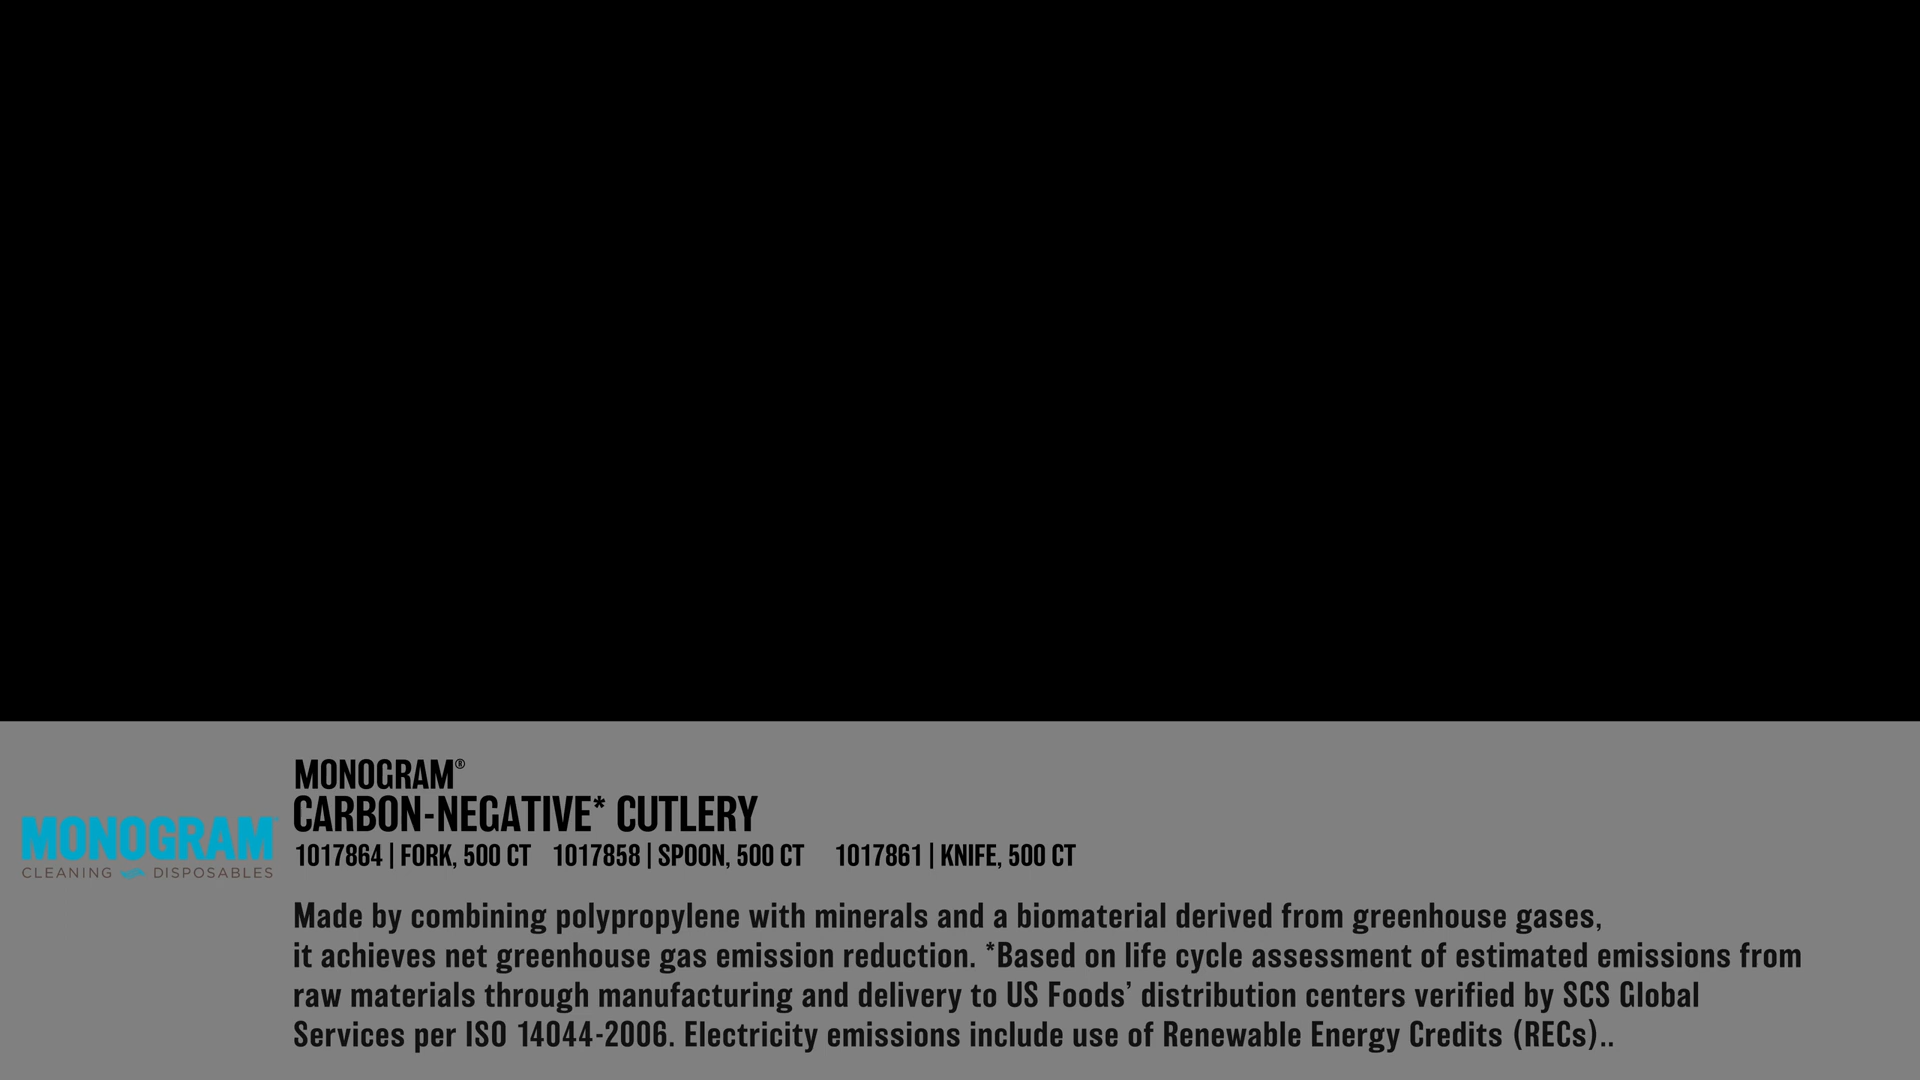 MONOGRAM®
CARBON-NEGATIVE* CUTLERY
1017864 | FORK, 500 CT 1017858 | SPOON, 500 CT 1017861 | KNIFE, 500 CT
MONOGRAM
CLEANING DISPOSABLES
Made by combining polypropylene with minerals and a biomaterial derived from greenhouse gases,
it achieves net greenhouse gas emission reduction. *Based on life cycle assessment of estimated emissions from
raw materials through manufacturing and delivery to US Foods’ distribution centers verified by SCS Global
Services per ISO 14044-2006. Electricity emissions include use of Renewable Energy Credits (RECs)..